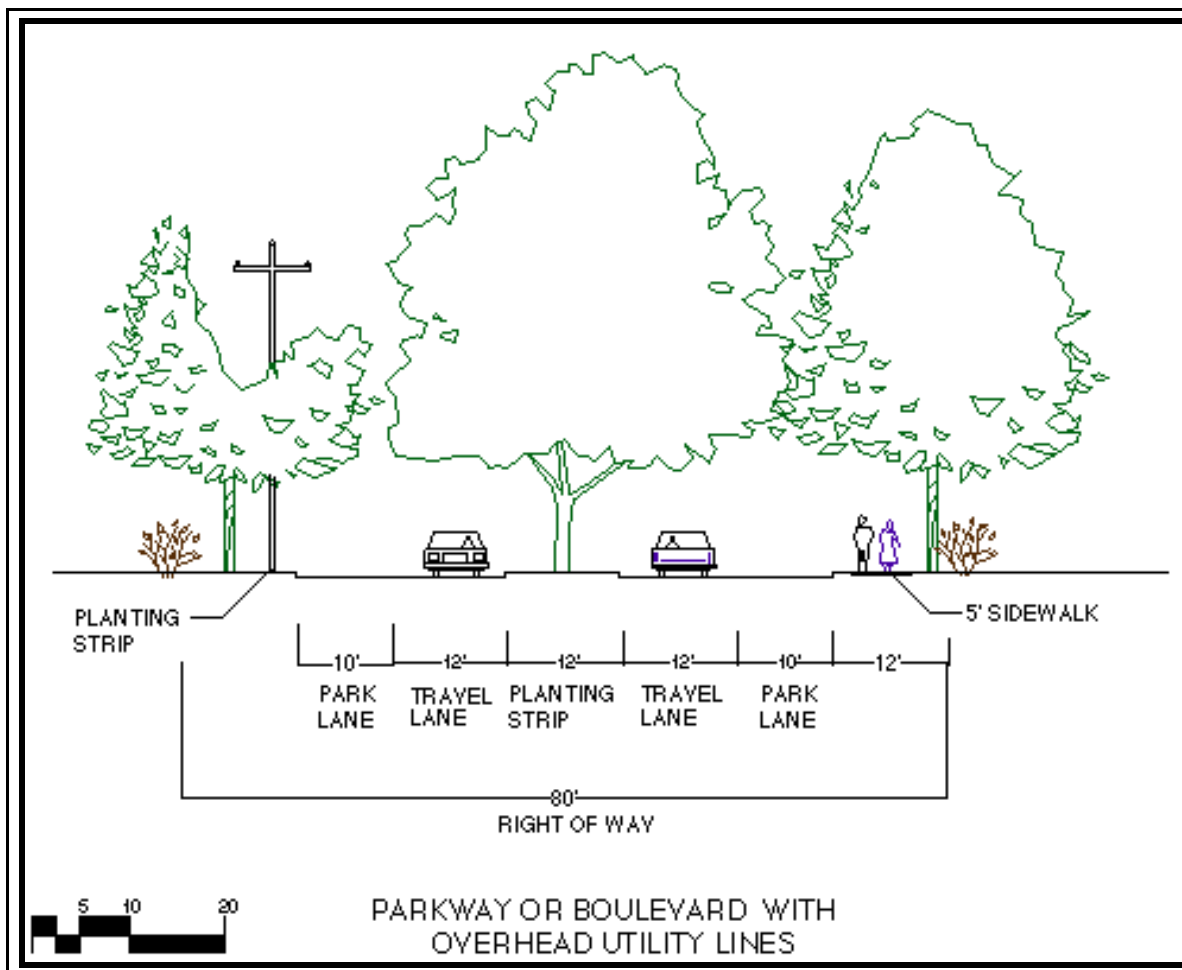 PLANTING
STRIP
5' SIDEWALK
10' 12' 12' 12' 10' 12'
PARK
LANE
TRAVEL
LANE
PLANTING
STRIP
TRAVEL
LANE
PARK
LANE
80'
RIGHT OF WAY
5 10 20
PARKWAY OR BOULEVARD WITH
OVERHEAD UTILITY LINES